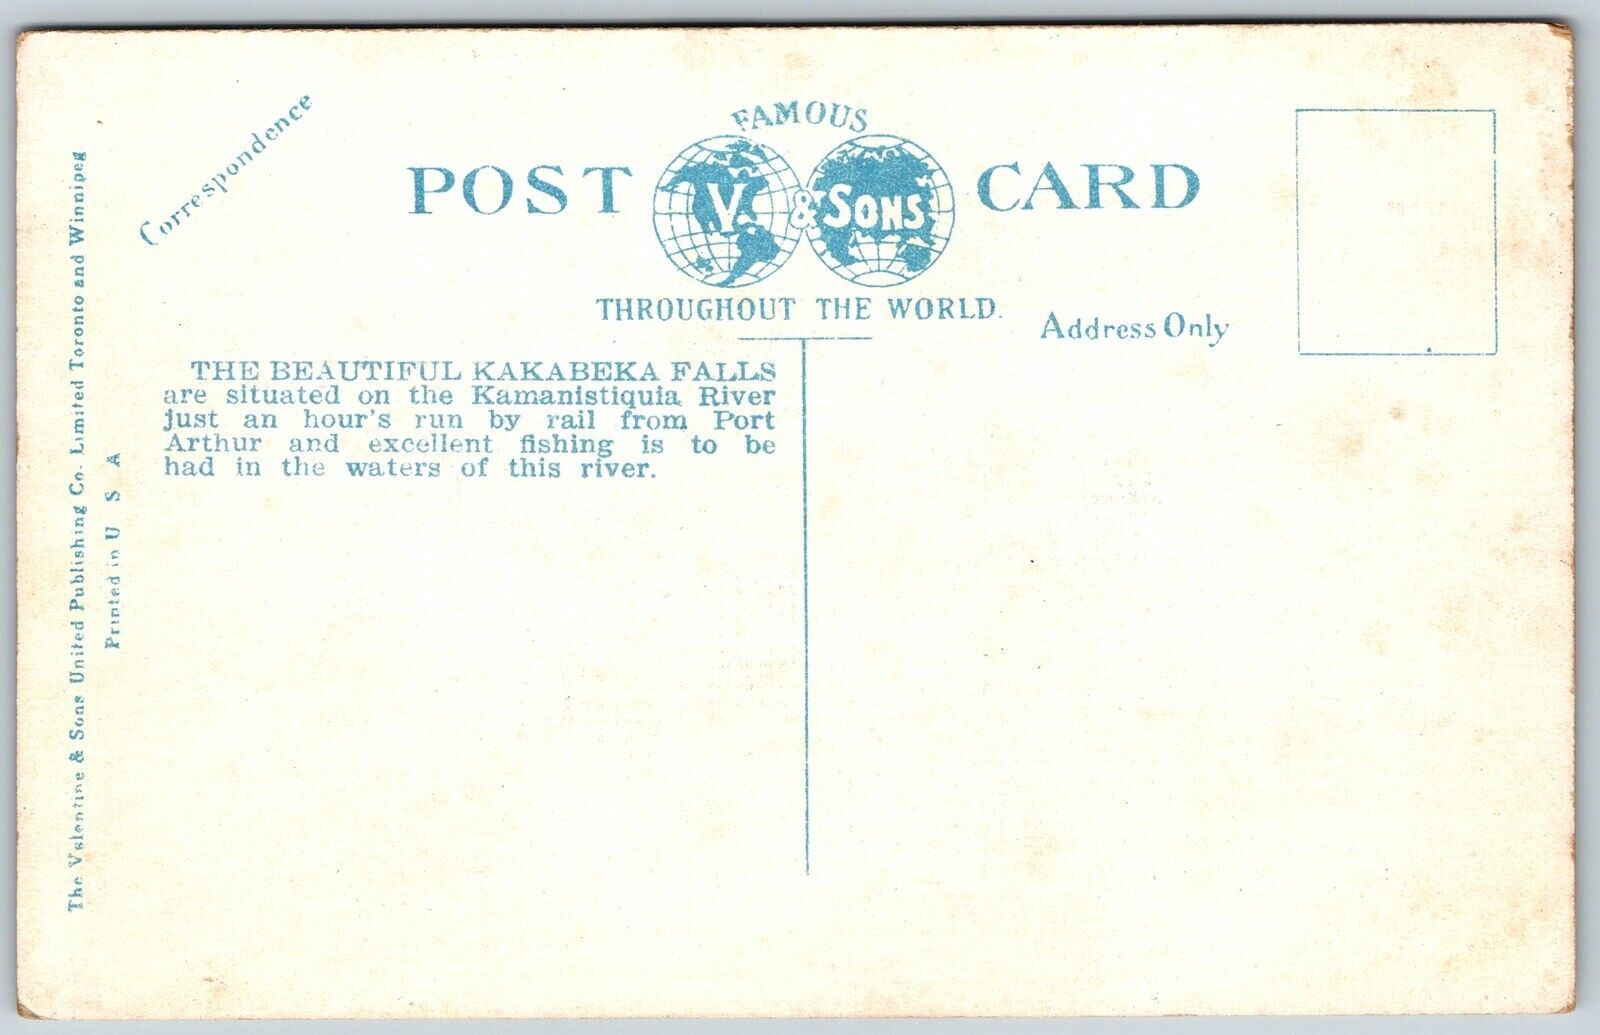 FAMOUS
POST V & SONS CARD
THROUGHOUT THE WORLD.
Correspondence
Address Only
THE BEAUTIFUL KAKABEKA FALLS
are situated on the Kamanistiquia River
just an hour's run by rail from Port
Arthur and excellent fishing is to be
had in the waters of this river.
The Valentine & Sons United Publishing Co. Limited Toronto and Winnipeg
Printed in U S A